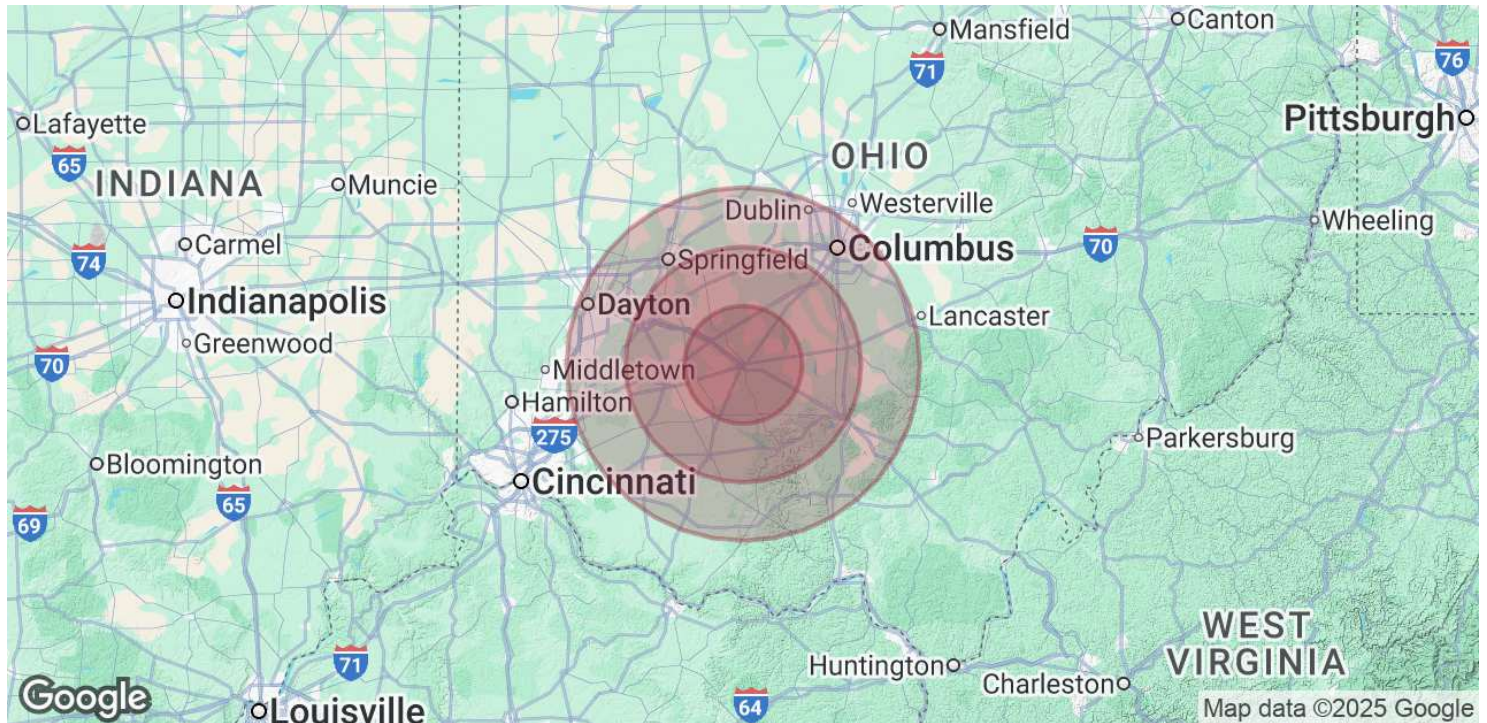 Mansfield
Canton
71
76
Lafayette
Pittsburgh
65
OHIO
INDIANA
Muncie
Dublin
Westerville
Wheeling
Carmel
74
Columbus
70
Springfield
Indianapolis
Dayton
Lancaster
Greenwood
70
Middletown
Hamilton
275
Parkersburg
Bloomington
65
Cincinnati
69
WEST
VIRGINIA
71
Huntington
Charleston
Google
Louisville
64
Map data ©2025 Google